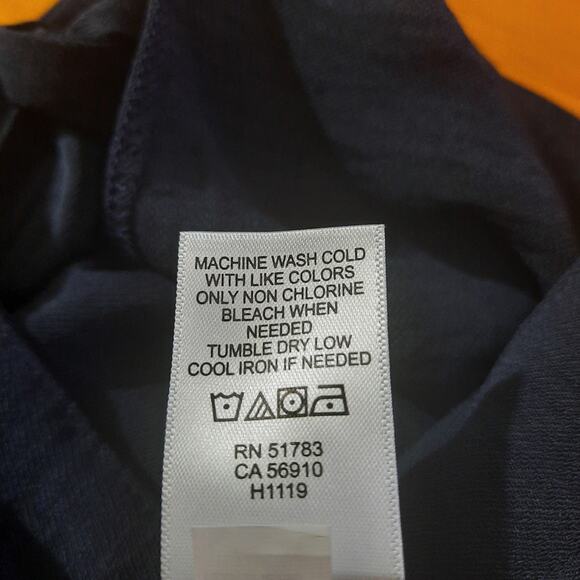 MACHINE WASH COLD
WITH LIKE COLORS
ONLY NON CHLORINE
BLEACH WHEN
NEEDED
TUMBLE DRY LOW
COOL IRON IF NEEDED
RN 51783
CA 56910
H1119